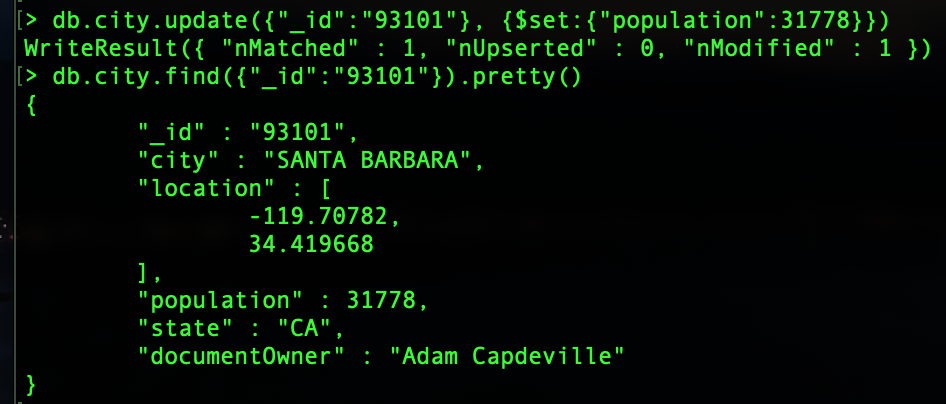 [> db.city.update({"_id":"93101"}, {$set:{"population":31778}})
WriteResult({ "nMatched" : 1, "nUpserted" : 0, "nModified" : 1 })
[> db.city.find({"_id":"93101"}).pretty()
{
        "_id" : "93101",
        "city" : "SANTA BARBARA",
        "location" : [
                -119.70782,
                34.419668
        ],
        "population" : 31778,
        "state" : "CA",
        "documentOwner" : "Adam Capdeville"
}